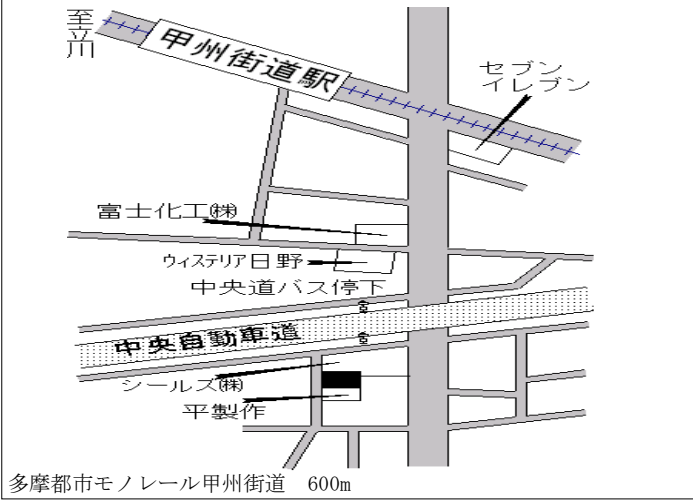 至立川
甲州街道駅
セブン
イレブン
富士化工㈱
ウィステリア日野
中央道バス停下
中央自動車道
シールズ㈱
平製作
多摩都市モノレール甲州街道 600m